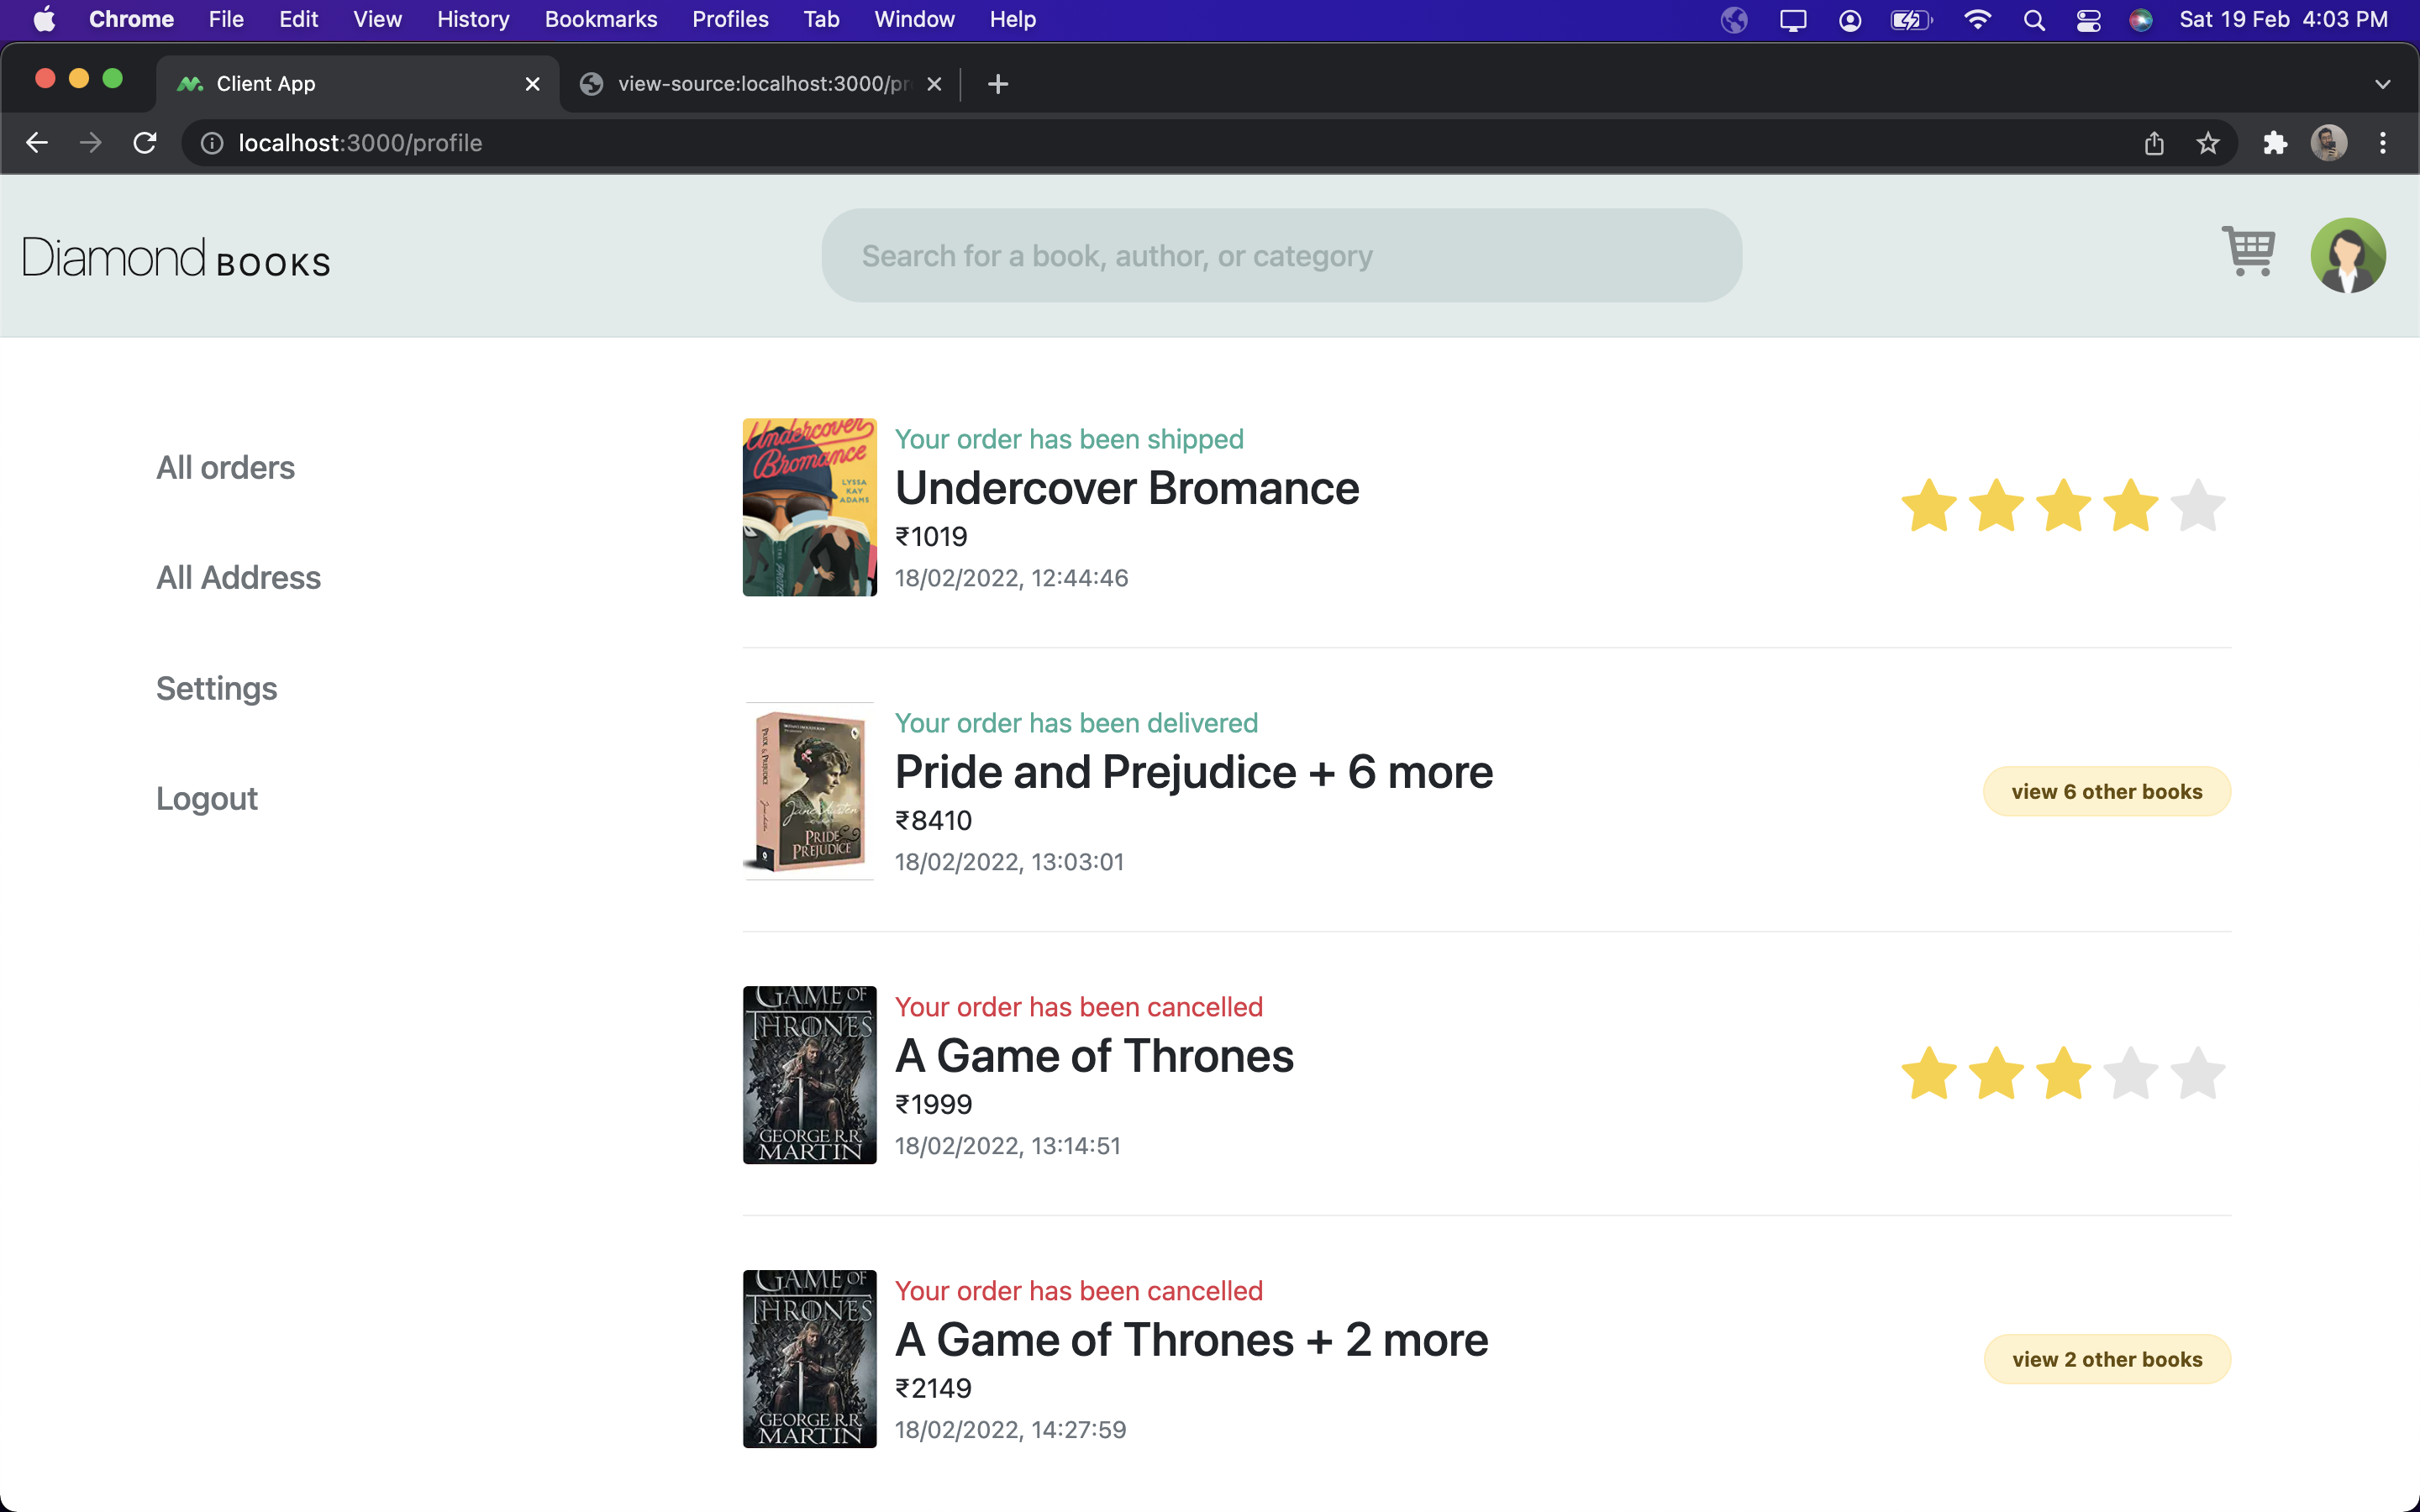 Chrome File Edit View History Bookmarks Profiles Tab Window Help Sat 19 Feb 4:03 PM
Client App view-source:localhost:3000/pr
localhost:3000/profile
Diamond BOOKS Search for a book, author, or category
All orders
All Address
Settings
Logout
Undercover
Bromance
LYSSA
KAY
ADAMS
Your order has been shipped
Undercover Bromance
₹1019
18/02/2022, 12:44:46
PRIDE & PREJUDICE
Jane Austen
PRIDE &
PREJUDICE
Your order has been delivered
Pride and Prejudice + 6 more
₹8410
18/02/2022, 13:03:01
view 6 other books
GAME OF
THRONES
GEORGE R.R.
MARTIN
Your order has been cancelled
A Game of Thrones
₹1999
18/02/2022, 13:14:51
GAME OF
THRONES
GEORGE R.R.
MARTIN
Your order has been cancelled
A Game of Thrones + 2 more
₹2149
18/02/2022, 14:27:59
view 2 other books